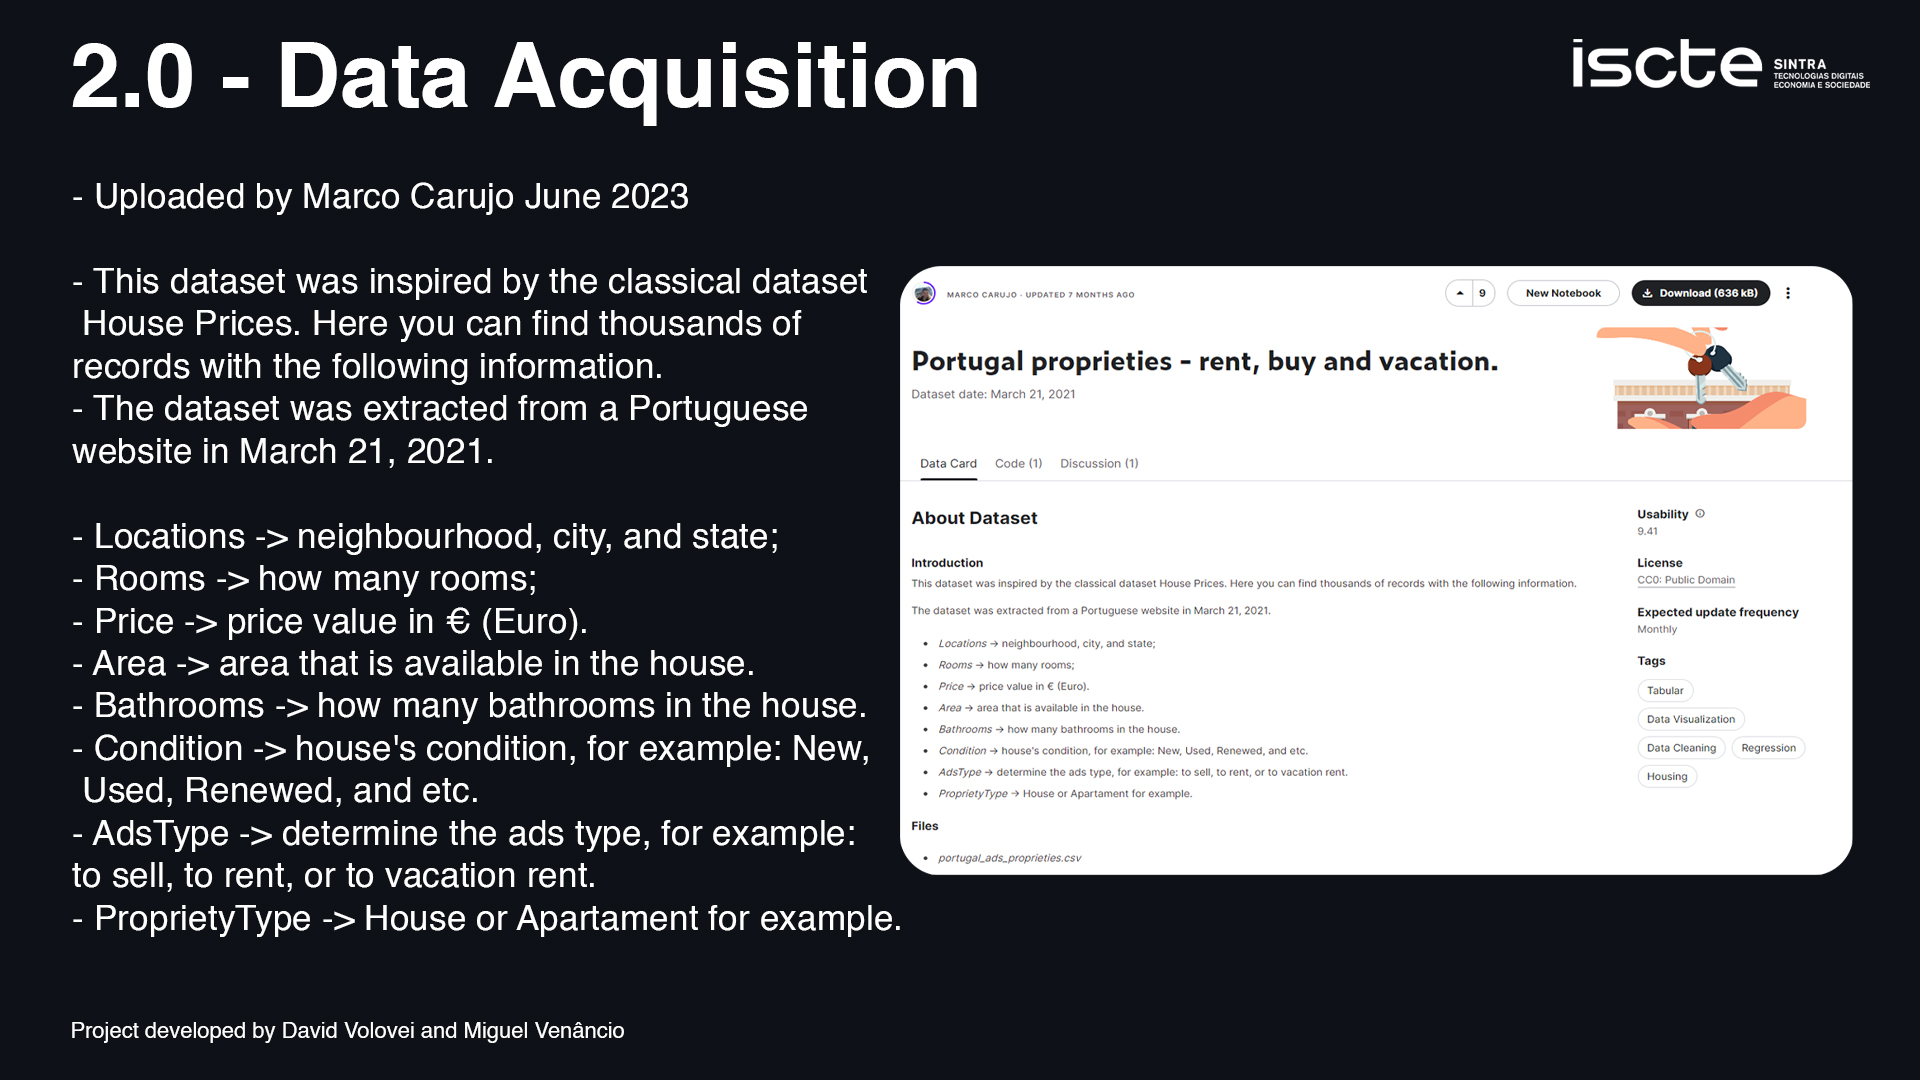 2.0 - Data Acquisition
iscte
SINTRA
TECNOLOGIAS DIGITAIS
ECONOMIA E SOCIEDADE
- Uploaded by Marco Carujo June 2023
- This dataset was inspired by the classical dataset
House Prices. Here you can find thousands of
records with the following information.
- The dataset was extracted from a Portuguese
website in March 21, 2021.
- Locations -> neighbourhood, city, and state;
- Rooms -> how many rooms;
- Price -> price value in € (Euro).
- Area -> area that is available in the house.
- Bathrooms -> how many bathrooms in the house.
- Condition -> house's condition, for example: New,
Used, Renewed, and etc.
- AdsType -> determine the ads type, for example:
to sell, to rent, or to vacation rent.
- ProprietyType -> House or Apartament for example.
MARCO CARUJO · UPDATED 7 MONTHS AGO
9
New Notebook
Download (636 kB)
Portugal proprieties - rent, buy and vacation.
Dataset date: March 21, 2021
Data Card Code (1) Discussion (1)
About Dataset
Introduction
This dataset was inspired by the classical dataset House Prices. Here you can find thousands of records with the following information.
The dataset was extracted from a Portuguese website in March 21, 2021.
• Locations → neighbourhood, city, and state;
• Rooms → how many rooms;
• Price → price value in € (Euro).
• Area → area that is available in the house.
• Bathrooms → how many bathrooms in the house.
• Condition → house's condition, for example: New, Used, Renewed, and etc.
• AdsType → determine the ads type, for example: to sell, to rent, or to vacation rent.
• ProprietyType → House or Apartament for example.
Files
• portugal_ads_proprieties.csv
Usability
9.41
License
CC0: Public Domain
Expected update frequency
Monthly
Tags
Tabular
Data Visualization
Data Cleaning Regression
Housing
Project developed by David Volovei and Miguel Venâncio